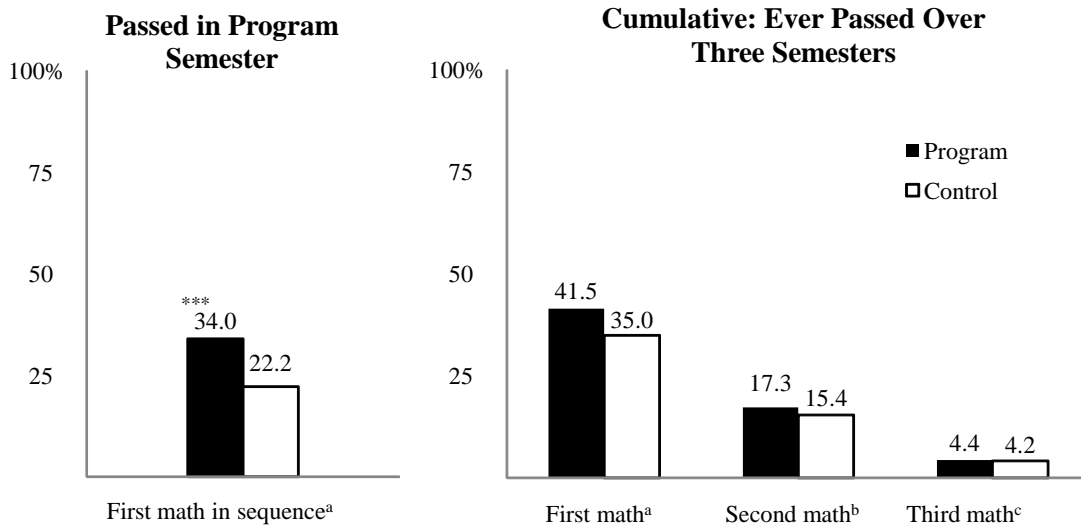 Passed in Program
Semester
100%
75
50
25
***
34.0
22.2
First math in sequenceᵃ
Cumulative: Ever Passed Over
Three Semesters
100%
75
50
25
Program
Control
41.5
35.0
17.3
15.4
4.4
4.2
First mathᵃ
Second mathᵇ
Third mathᶜ